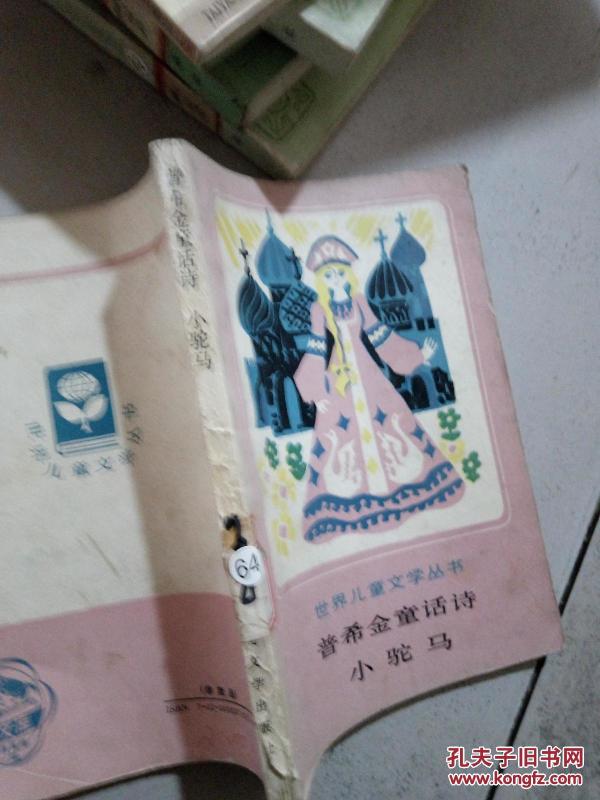 世界儿童文学丛书
普希金童话诗
小驼马
普希金童话诗 小驼马
64
文学出版社
世界儿童文学丛书
孔夫子旧书网
www.kongfz.com